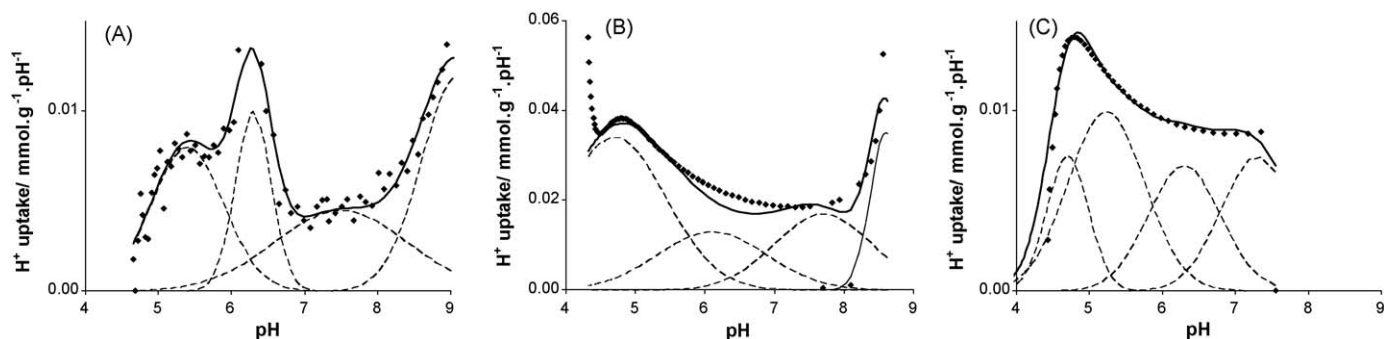 (A)
H⁺ uptake/ mmol.g⁻¹.pH⁻¹
0.01
0.00
4 5 6 7 8 9
pH
(B)
H⁺ uptake/ mmol.g⁻¹.pH⁻¹
0.06
0.04
0.02
0.00
4 5 6 7 8 9
pH
(C)
H⁺ uptake/ mmol.g⁻¹.pH⁻¹
0.01
0.00
4 5 6 7 8 9
pH